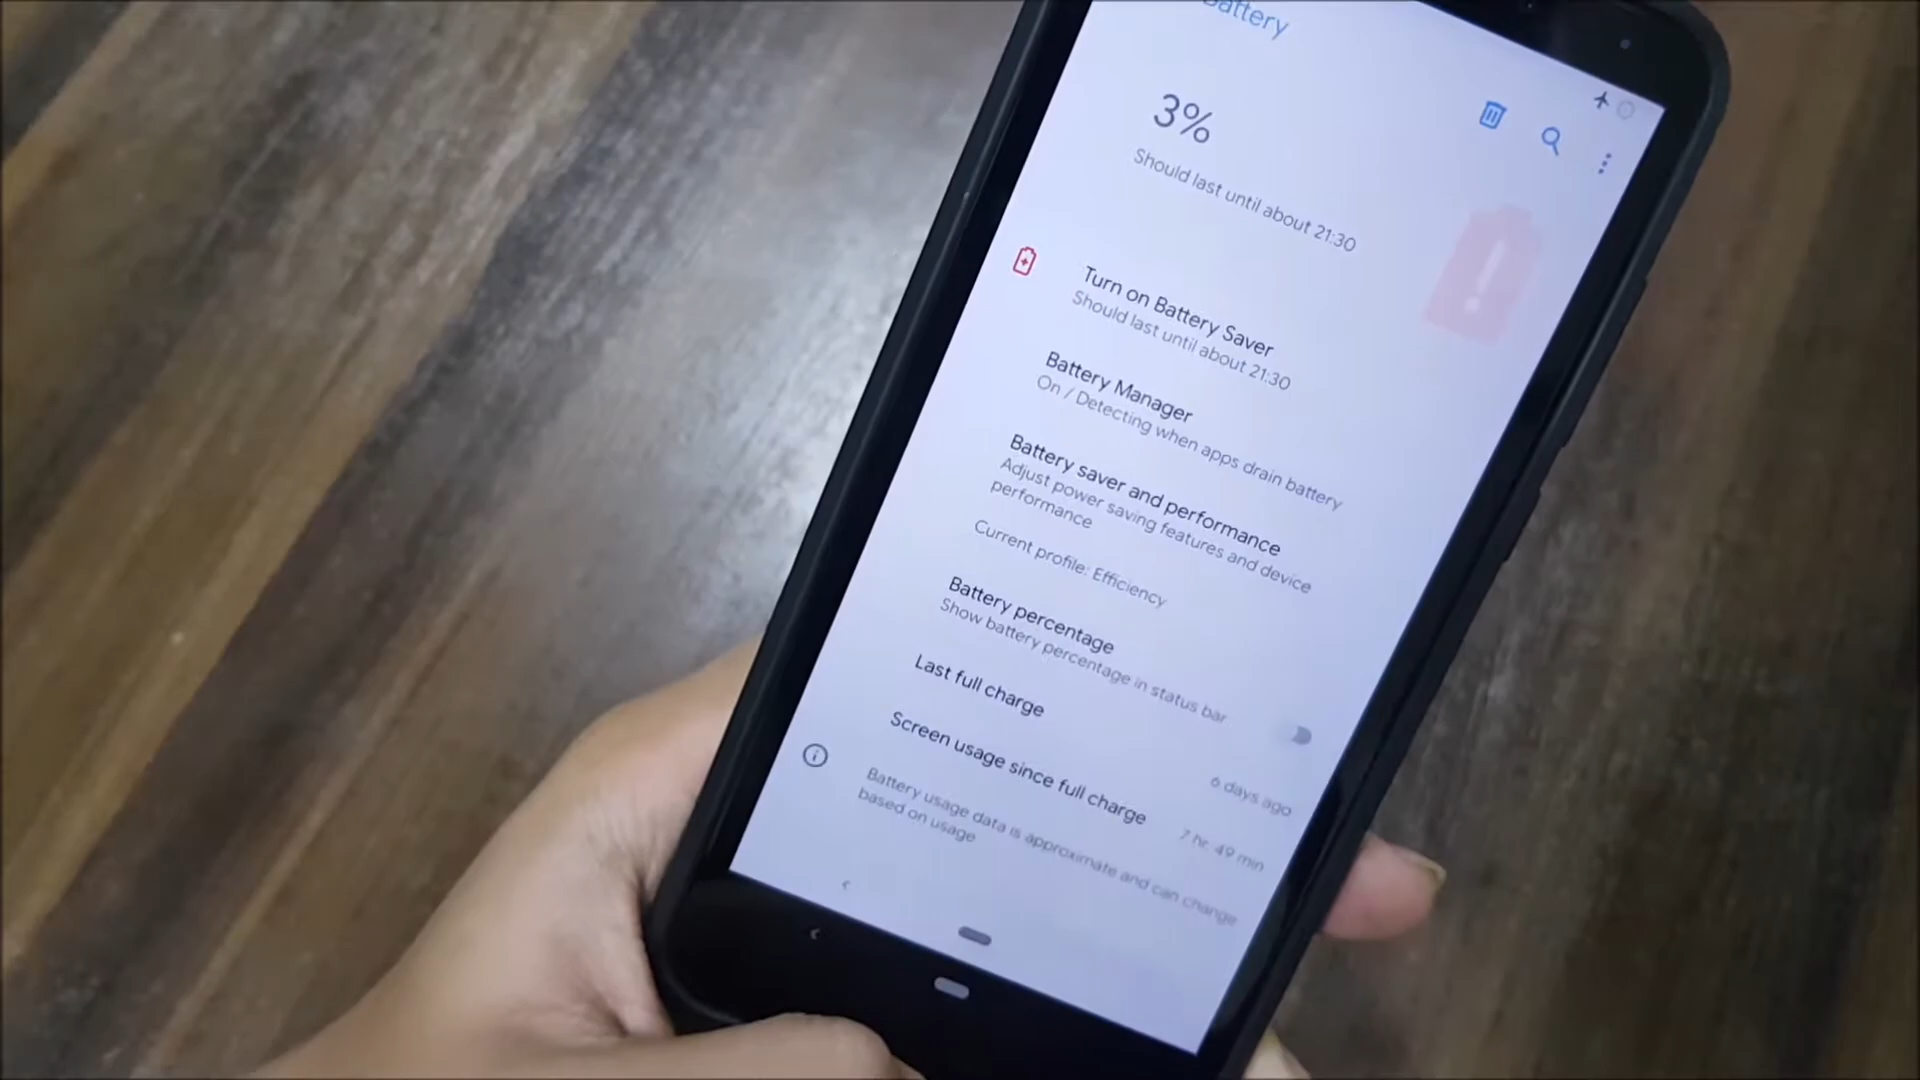 Battery
3%
Should last until about 21:30
Turn on Battery Saver
Should last until about 21:30
Battery Manager
On / Detecting when apps drain battery
Battery saver and performance
Adjust power saving features and device
performance
Current profile: Efficiency
Battery percentage
Show battery percentage in status bar
Last full charge
6 days ago
Screen usage since full charge
7 hr, 49 min
Battery usage data is approximate and can change
based on usage